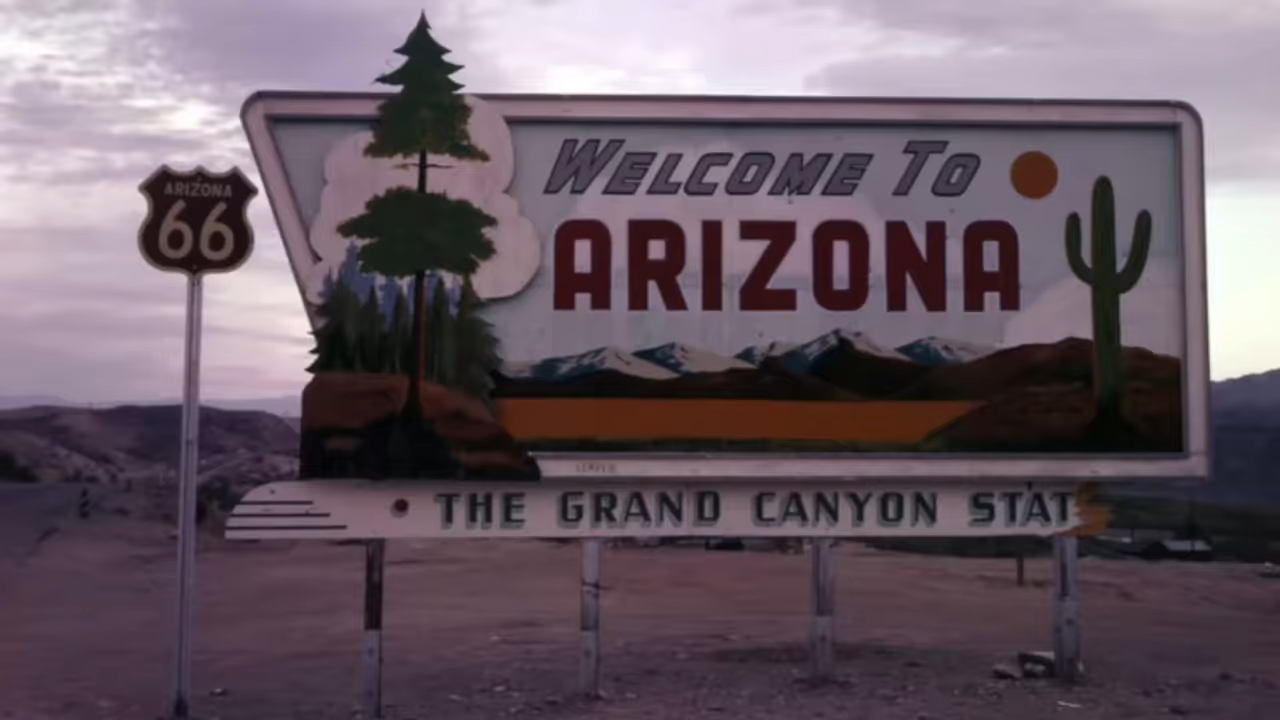 ARIZONA
66
WELCOME TO
ARIZONA
THE GRAND CANYON STAT